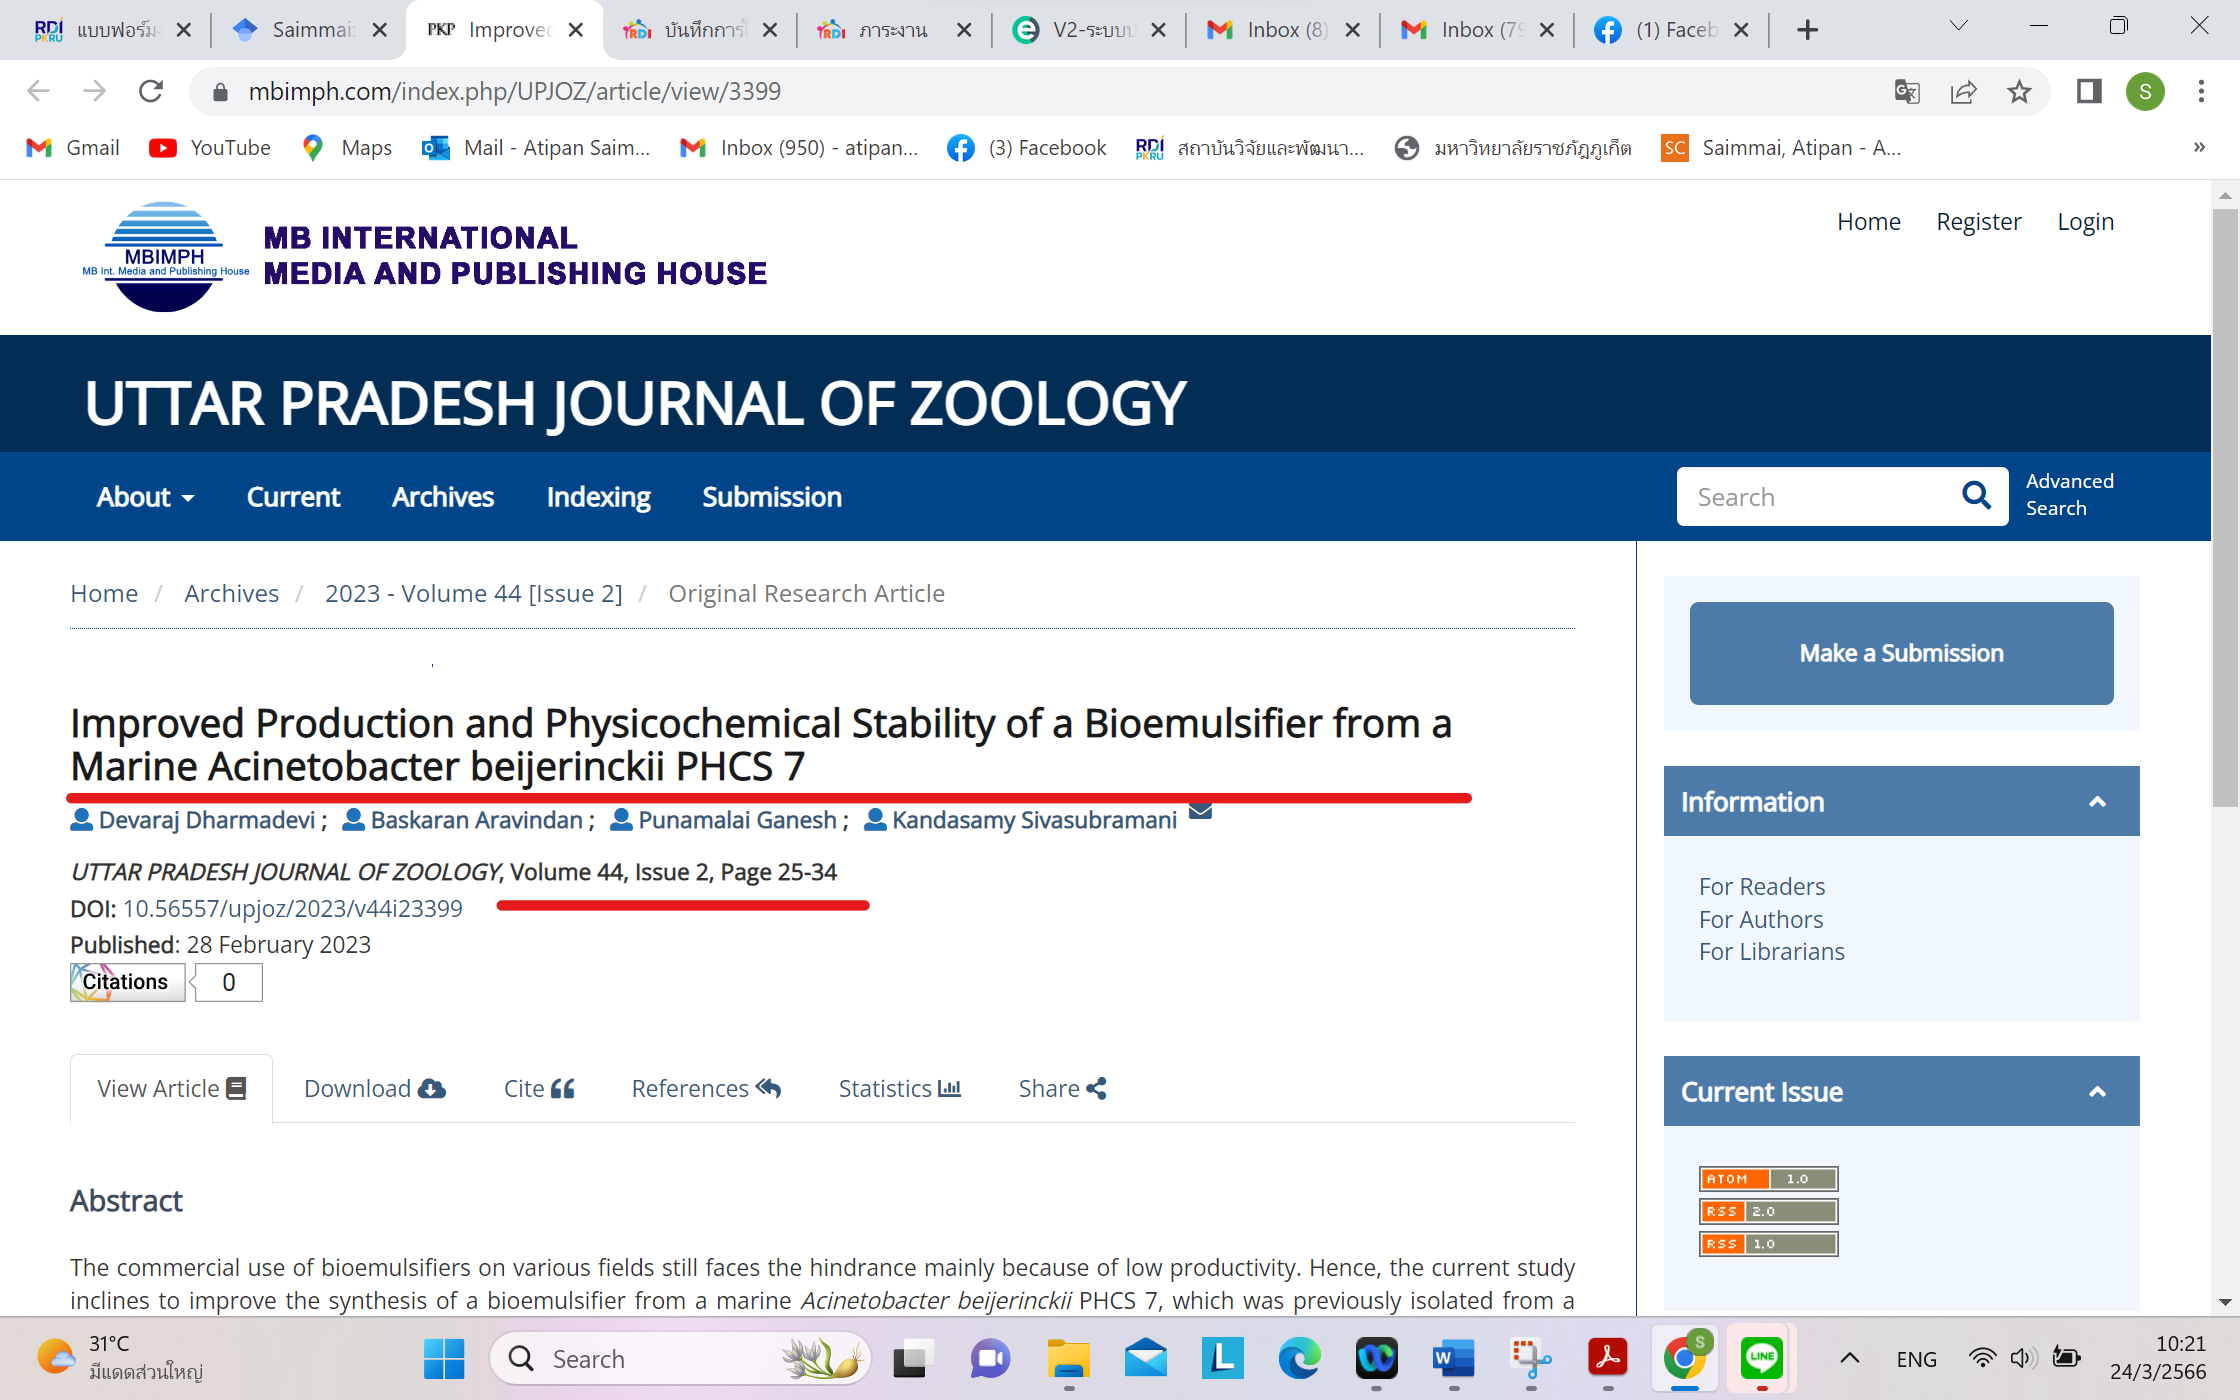 แบบฟอร์ม
Saimmai
Improved
บันทึกการใ
ภาระงาน
V2-ระบบป
Inbox (8)
Inbox (79
(1) Faceb
mbimph.com/index.php/UPJOZ/article/view/3399
S
Gmail
YouTube
Maps
Mail - Atipan Saim...
Inbox (950) - atipan...
(3) Facebook
RDI PKRU สถาบันวิจัยและพัฒนา...
มหาวิทยาลัยราชภัฏภูเก็ต
SC Saimmai, Atipan - A...
»
MBIMPH
MB Int. Media and Publishing House
MB INTERNATIONAL
MEDIA AND PUBLISHING HOUSE
Home Register Login
UTTAR PRADESH JOURNAL OF ZOOLOGY
About Current Archives Indexing Submission
Search
Advanced
Search
Home / Archives / 2023 - Volume 44 [Issue 2] / Original Research Article
Make a Submission
Improved Production and Physicochemical Stability of a Bioemulsifier from a
Marine Acinetobacter beijerinckii PHCS 7
Devaraj Dharmadevi ; Baskaran Aravindan ; Punamalai Ganesh ; Kandasamy Sivasubramani
UTTAR PRADESH JOURNAL OF ZOOLOGY, Volume 44, Issue 2, Page 25-34
DOI: 10.56557/upjoz/2023/v44i23399
Published: 28 February 2023
Citations 0
Information
For Readers
For Authors
For Librarians
View Article Download Cite References Statistics Share
Current Issue
ATOM 1.0
RSS 2.0
RSS 1.0
Abstract
The commercial use of bioemulsifiers on various fields still faces the hindrance mainly because of low productivity. Hence, the current study
inclines to improve the synthesis of a bioemulsifier from a marine Acinetobacter beijerinckii PHCS 7, which was previously isolated from a
31°C
มีแดดส่วนใหญ่
Search
ENG
10:21
24/3/2566